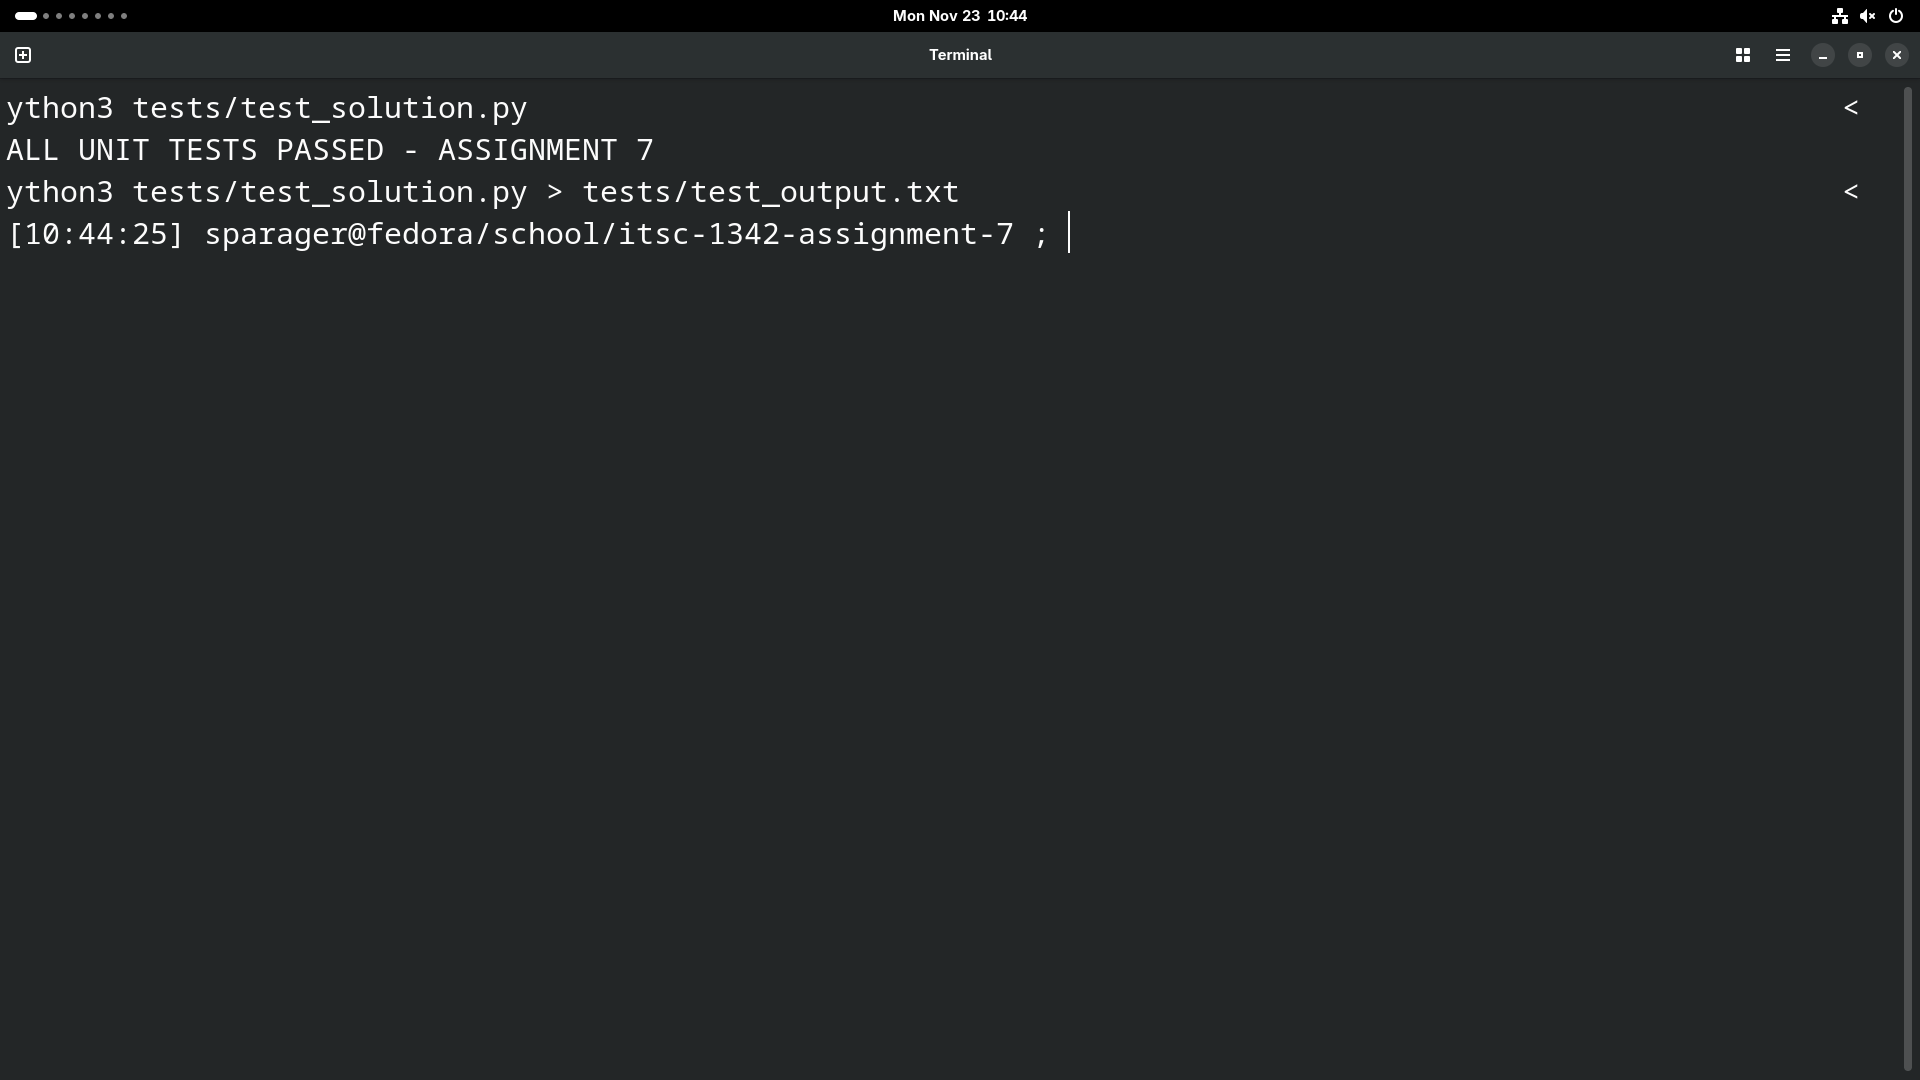 Mon Nov 23 10:44
Terminal
ython3 tests/test_solution.py <
ALL UNIT TESTS PASSED - ASSIGNMENT 7
ython3 tests/test_solution.py > tests/test_output.txt <
[10:44:25] sparager@fedora/school/itsc-1342-assignment-7 ;